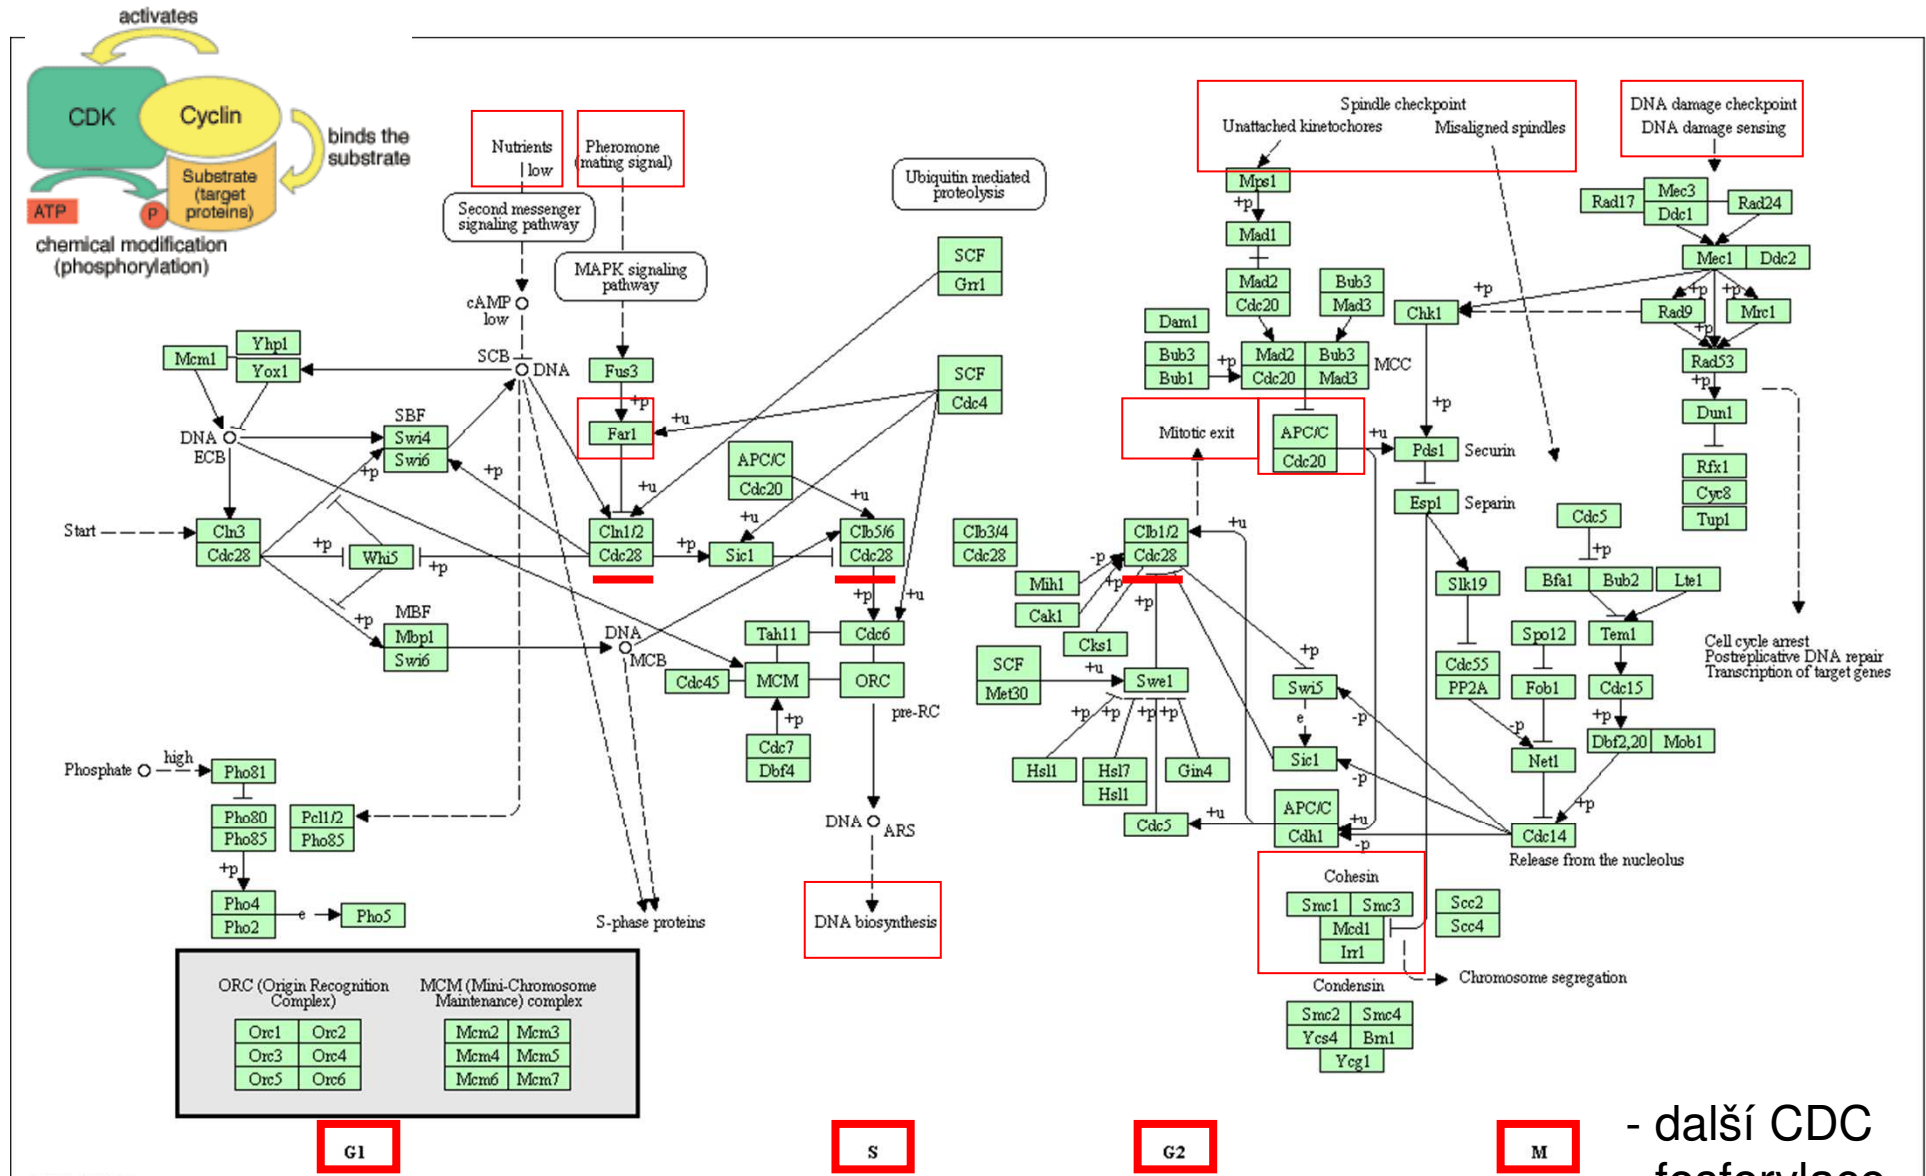 activates
CDK
Cyclin
binds the
substrate
Substrate
(target
proteins)
ATP
P
chemical modification
(phosphorylation)
Nutrients
low
Pheromone
(mating signal)
Second messenger
signaling pathway
MAPK signaling
pathway
Ubiquitin mediated
proteolysis
cAMP
low
SCB
DNA
Mcm1
Yhp1
Yox1
DNA
ECB
SBF
Swi4
Swi6
+p
+p
Fus3
+p
Far1
+u
SCF
Grr1
SCF
Cdc4
APC/C
Cdc20
+u
+u
+u
Start
Cln3
Cdc28
+p
Whi5
+p
Cln1/2
Cdc28
+p
Sic1
Clb5/6
Cdc28
+p
+u
Clb3/4
Cdc28
+p
MBF
Mbp1
Swi6
DNA
MCB
Tah11
Cdc6
Cdc45
MCM
ORC
pre-RC
+p
Cdc7
Dbf4
DNA
ARS
DNA biosynthesis
S-phase proteins
Phosphate
high
Pho81
Pho80
Pho85
Pcl1/2
Pho85
+p
Pho4
Pho2
e
Pho5
Spindle checkpoint
Unattached kinetochores
Misaligned spindles
Mps1
+p
Mad1
Mad2
Cdc20
Bub3
Mad3
Dam1
Bub3
Bub1
+p
Mad2
Bub3
Cdc20
Mad3
MCC
Mitotic exit
APC/C
Cdc20
+u
Pds1
Securin
Esp1
Separin
DNA damage checkpoint
DNA damage sensing
Rad17
Mec3
Ddc1
Rad24
Mec1
Ddc2
+p
+p
+p
Chk1
Rad9
Mrc1
+p
Rad53
+p
Dun1
+p
Rfx1
Cyc8
Tup1
Clb1/2
Cdc28
+u
-p
+p
+p
Mih1
Cak1
Cks1
SCF
Met30
+u
Swe1
+p
+p
+p
+p
Hsl1
Hsl7
Hsl1
Gin4
Cdc5
+u
+p
Swi5
e
Sic1
-p
-p
APC/C
Cdh1
+u
-p
Cdc5
+p
Bfa1
Bub2
Lte1
Slk19
Spo12
Tem1
Cdc55
PP2A
Fob1
Cdc15
-p
+p
Net1
Dbf2,20
Mob1
+p
Cdc14
Release from the nucleolus
Cell cycle arrest
Postreplicative DNA repair
Transcription of target genes
Cohesin
Smc1
Smc3
Mcd1
Irr1
Scc2
Scc4
Chromosome segregation
Condensin
Smc2
Smc4
Ycs4
Brn1
Ycg1
ORC (Origin Recognition
Complex)
Orc1
Orc2
Orc3
Orc4
Orc5
Orc6
MCM (Mini-Chromosome
Maintenance) complex
Mcm2
Mcm3
Mcm4
Mcm5
Mcm6
Mcm7
G1
S
G2
M
- další CDC